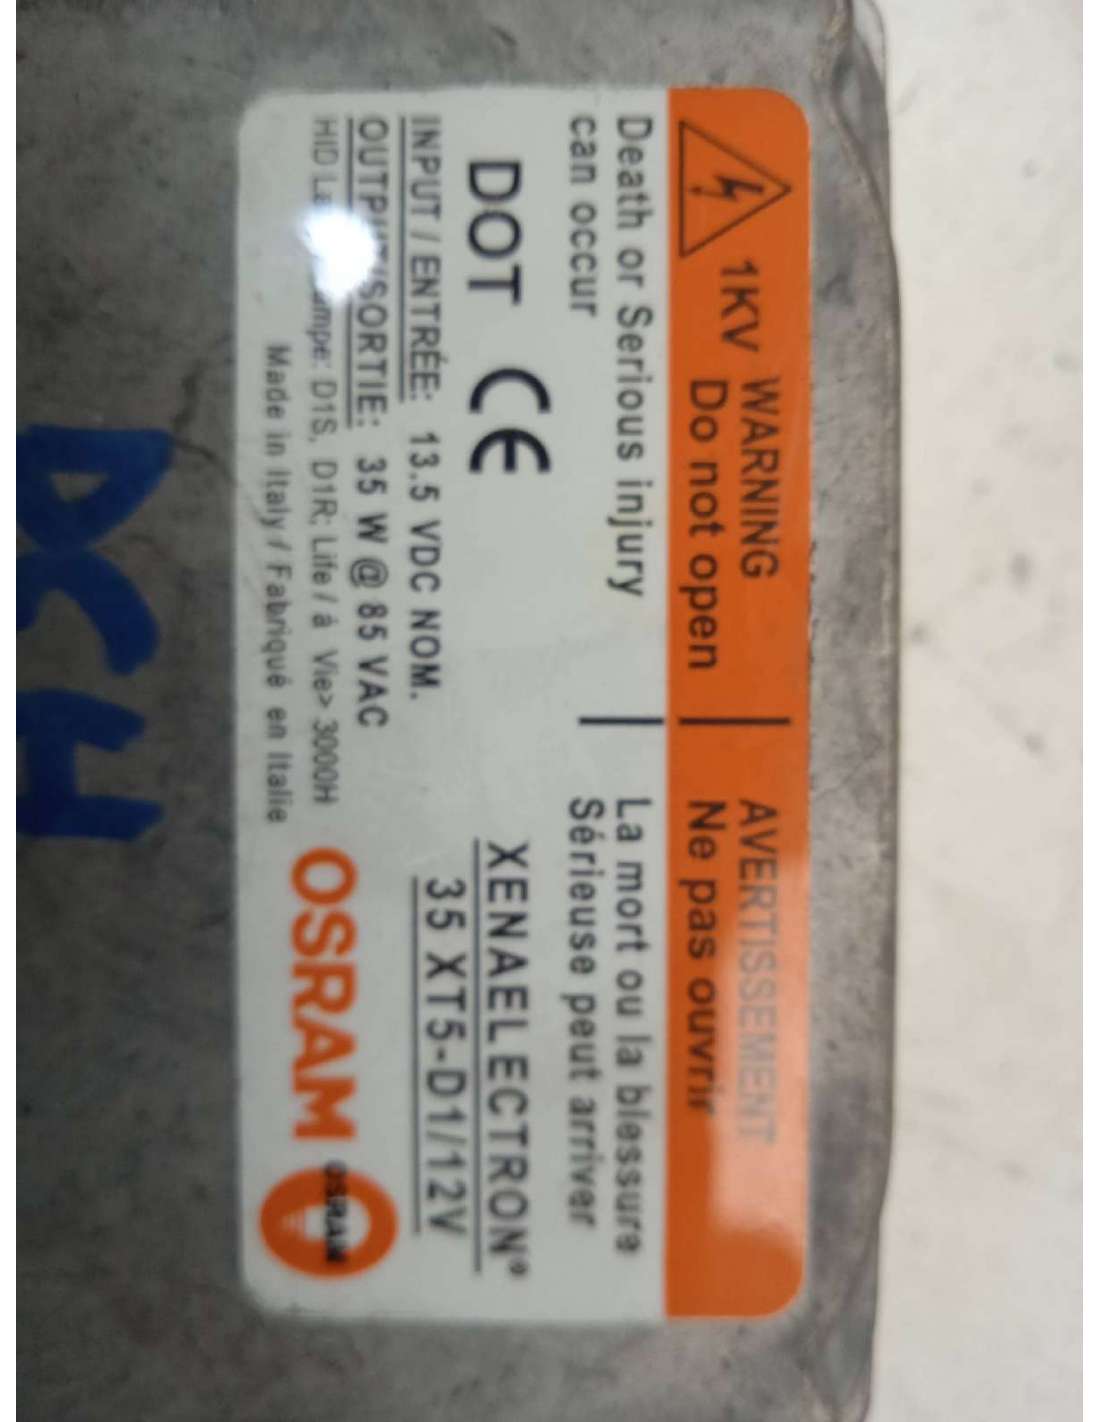 1KV WARNING
Do not open
AVERTISSEMENT
Ne pas ouvrir
Death or Serious injury
can occur
La mort ou la blessure
Sérieuse peut arriver
DOT CE
XENAELECTRON®
35 XT5-D1/12V
INPUT / ENTRÉE: 13.5 VDC NOM.
OUTPUT/SORTIE: 35 W @ 85 VAC
HID D1S, D1R; Life / á Vie> 3000H
Made in Italy / Fabriqué en Italie
OSRAM
OSRAM